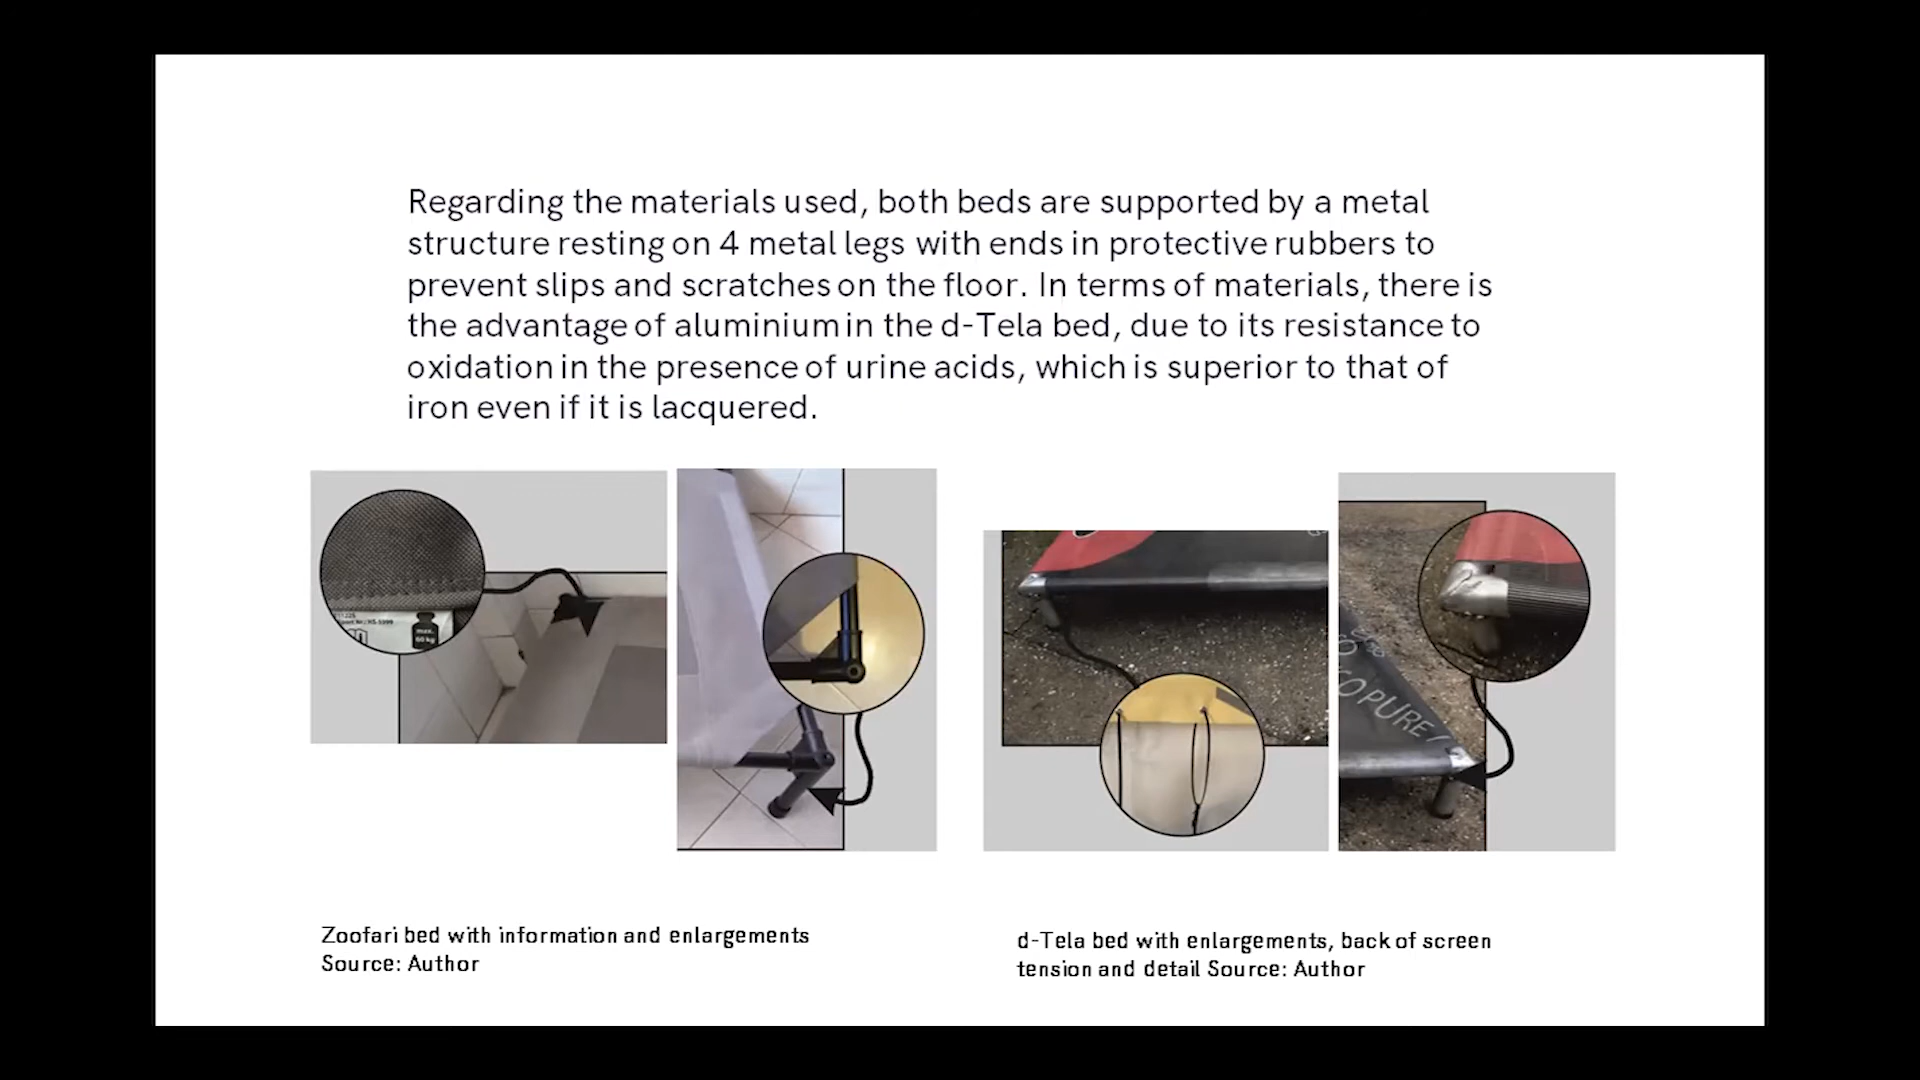 Regarding the materials used, both beds are supported by a metal
structure resting on 4 metal legs with ends in protective rubbers to
prevent slips and scratches on the floor. In terms of materials, there is
the advantage of aluminium in the d-Tela bed, due to its resistance to
oxidation in the presence of urine acids, which is superior to that of
iron even if it is lacquered.
max.
60 kg
COPURE /
Zoofari bed with information and enlargements
Source: Author
d-Tela bed with enlargements, back of screen
tension and detail Source: Author